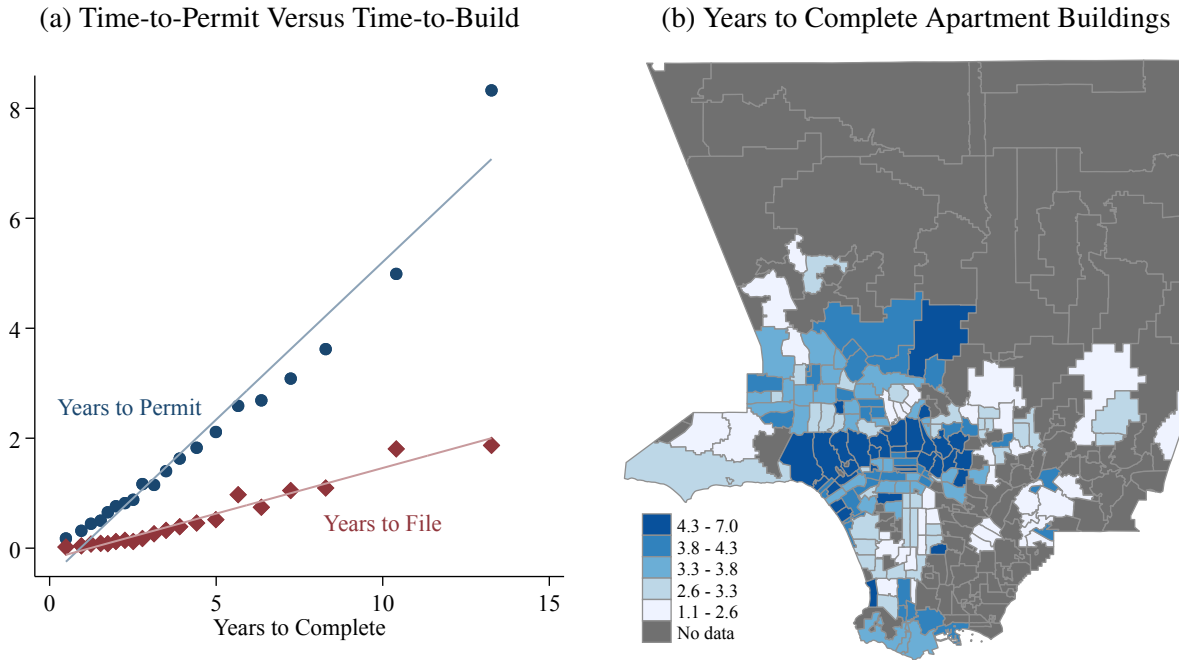 (a) Time-to-Permit Versus Time-to-Build
8
6
4
2
0
Years to Permit
Years to File
0
5
10
15
Years to Complete
(b) Years to Complete Apartment Buildings
4.3 - 7.0
3.8 - 4.3
3.3 - 3.8
2.6 - 3.3
1.1 - 2.6
No data